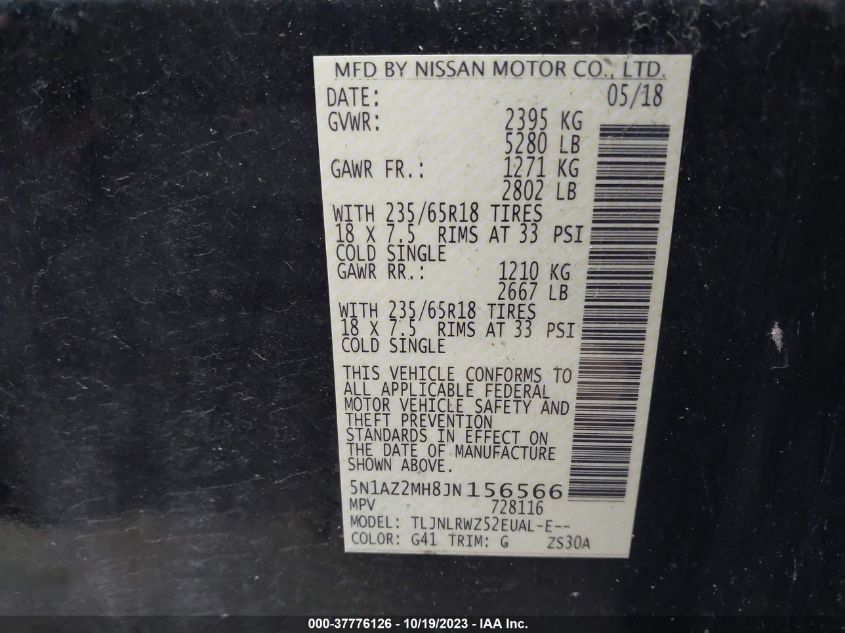 MFD BY NISSAN MOTOR CO., LTD.
DATE: 05/18
GVWR: 2395 KG
5280 LB
GAWR FR.: 1271 KG
2802 LB
WITH 235/65R18 TIRES
18 X 7.5 RIMS AT 33 PSI
COLD SINGLE
GAWR RR.: 1210 KG
2667 LB
WITH 235/65R18 TIRES
18 X 7.5 RIMS AT 33 PSI
COLD SINGLE
THIS VEHICLE CONFORMS TO
ALL APPLICABLE FEDERAL
MOTOR VEHICLE SAFETY AND
THEFT PREVENTION
STANDARDS IN EFFECT ON
THE DATE OF MANUFACTURE
SHOWN ABOVE.
5N1AZ2MH8JN156566
MPV 728116
MODEL: TLJNLRWZ52EUAL-E--
COLOR: G41 TRIM: G ZS30A
000-37776126 - 10/19/2023 - IAA Inc.